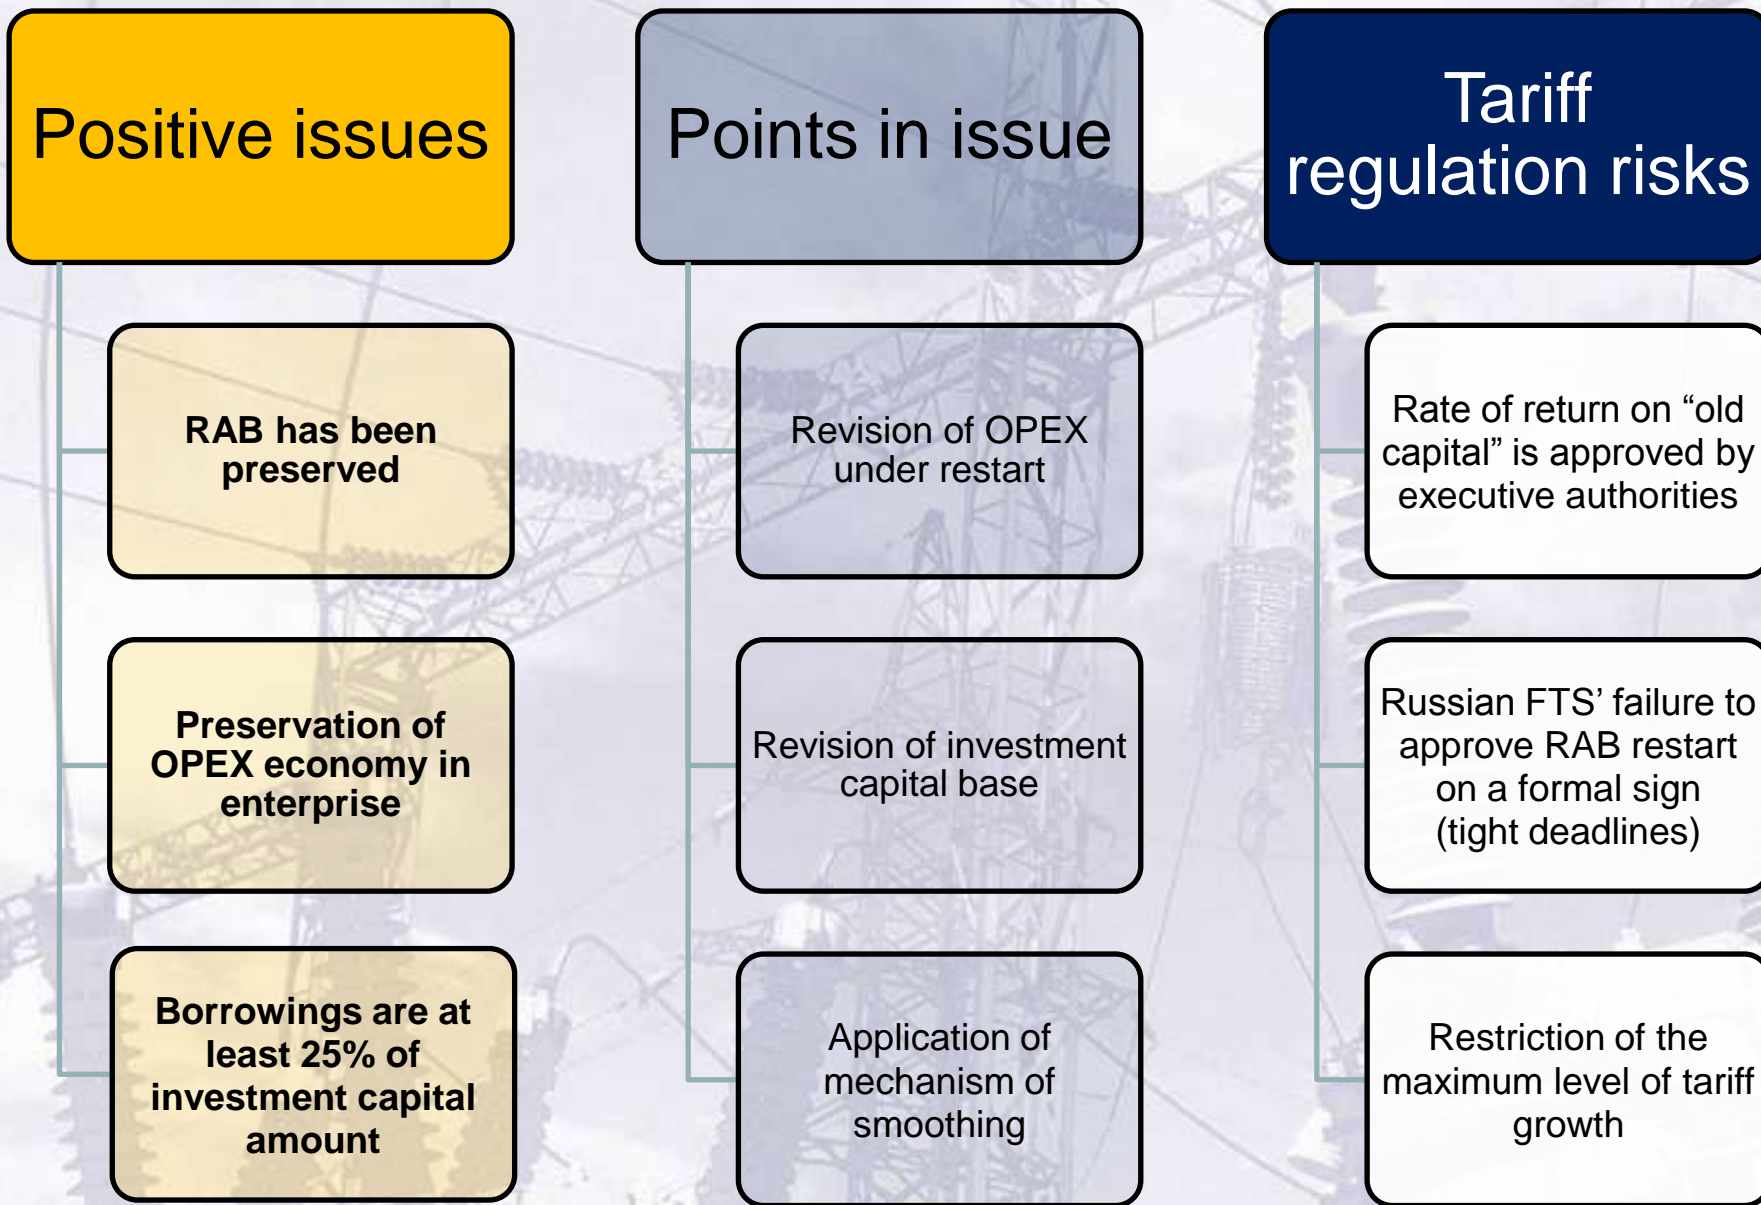 Positive issues
RAB has been
preserved
Preservation of
OPEX economy in
enterprise
Borrowings are at
least 25% of
investment capital
amount
Points in issue
Revision of OPEX
under restart
Revision of investment
capital base
Application of
mechanism of
smoothing
Tariff
regulation risks
Rate of return on “old
capital” is approved by
executive authorities
Russian FTS’ failure to
approve RAB restart
on a formal sign
(tight deadlines)
Restriction of the
maximum level of tariff
growth